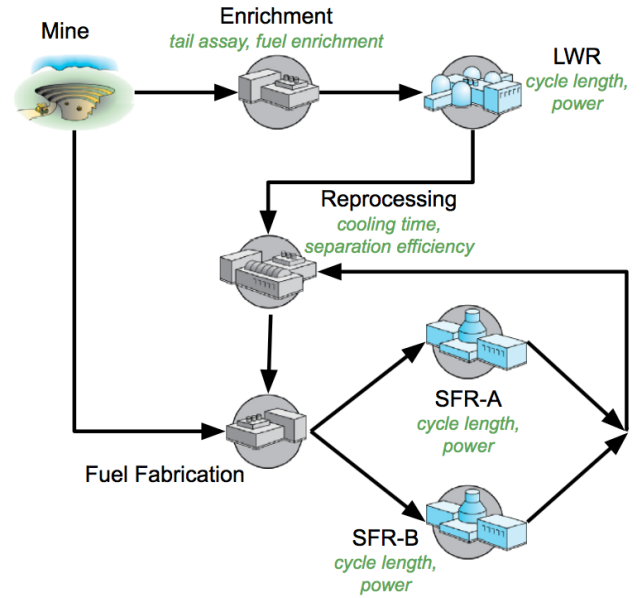 Mine
Enrichment
tail assay, fuel enrichment
LWR
cycle length,
power
Reprocessing
cooling time,
separation efficiency
SFR-A
cycle length,
power
Fuel Fabrication
SFR-B
cycle length,
power